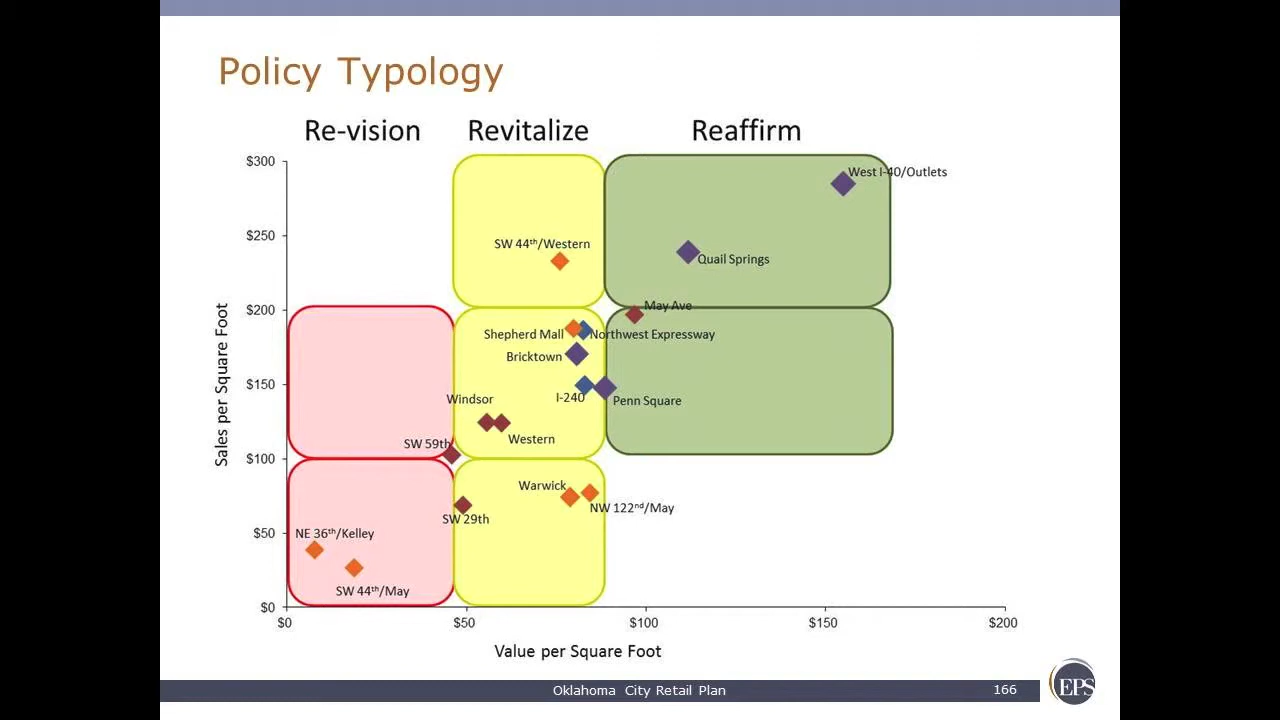 Policy Typology
Re-vision Revitalize Reaffirm
$300
West I-40/Outlets
$250
SW 44th/Western
Quail Springs
$200
May Ave
Shepherd Mall
Northwest Expressway
Bricktown
$150
I-240
Penn Square
Windsor
Western
SW 59th
$100
Warwick
NW 122nd/May
SW 29th
$50
NE 36th/Kelley
SW 44th/May
$0
Sales per Square Foot
$0 $50 $100 $150 $200
Value per Square Foot
Oklahoma City Retail Plan 166
EPS